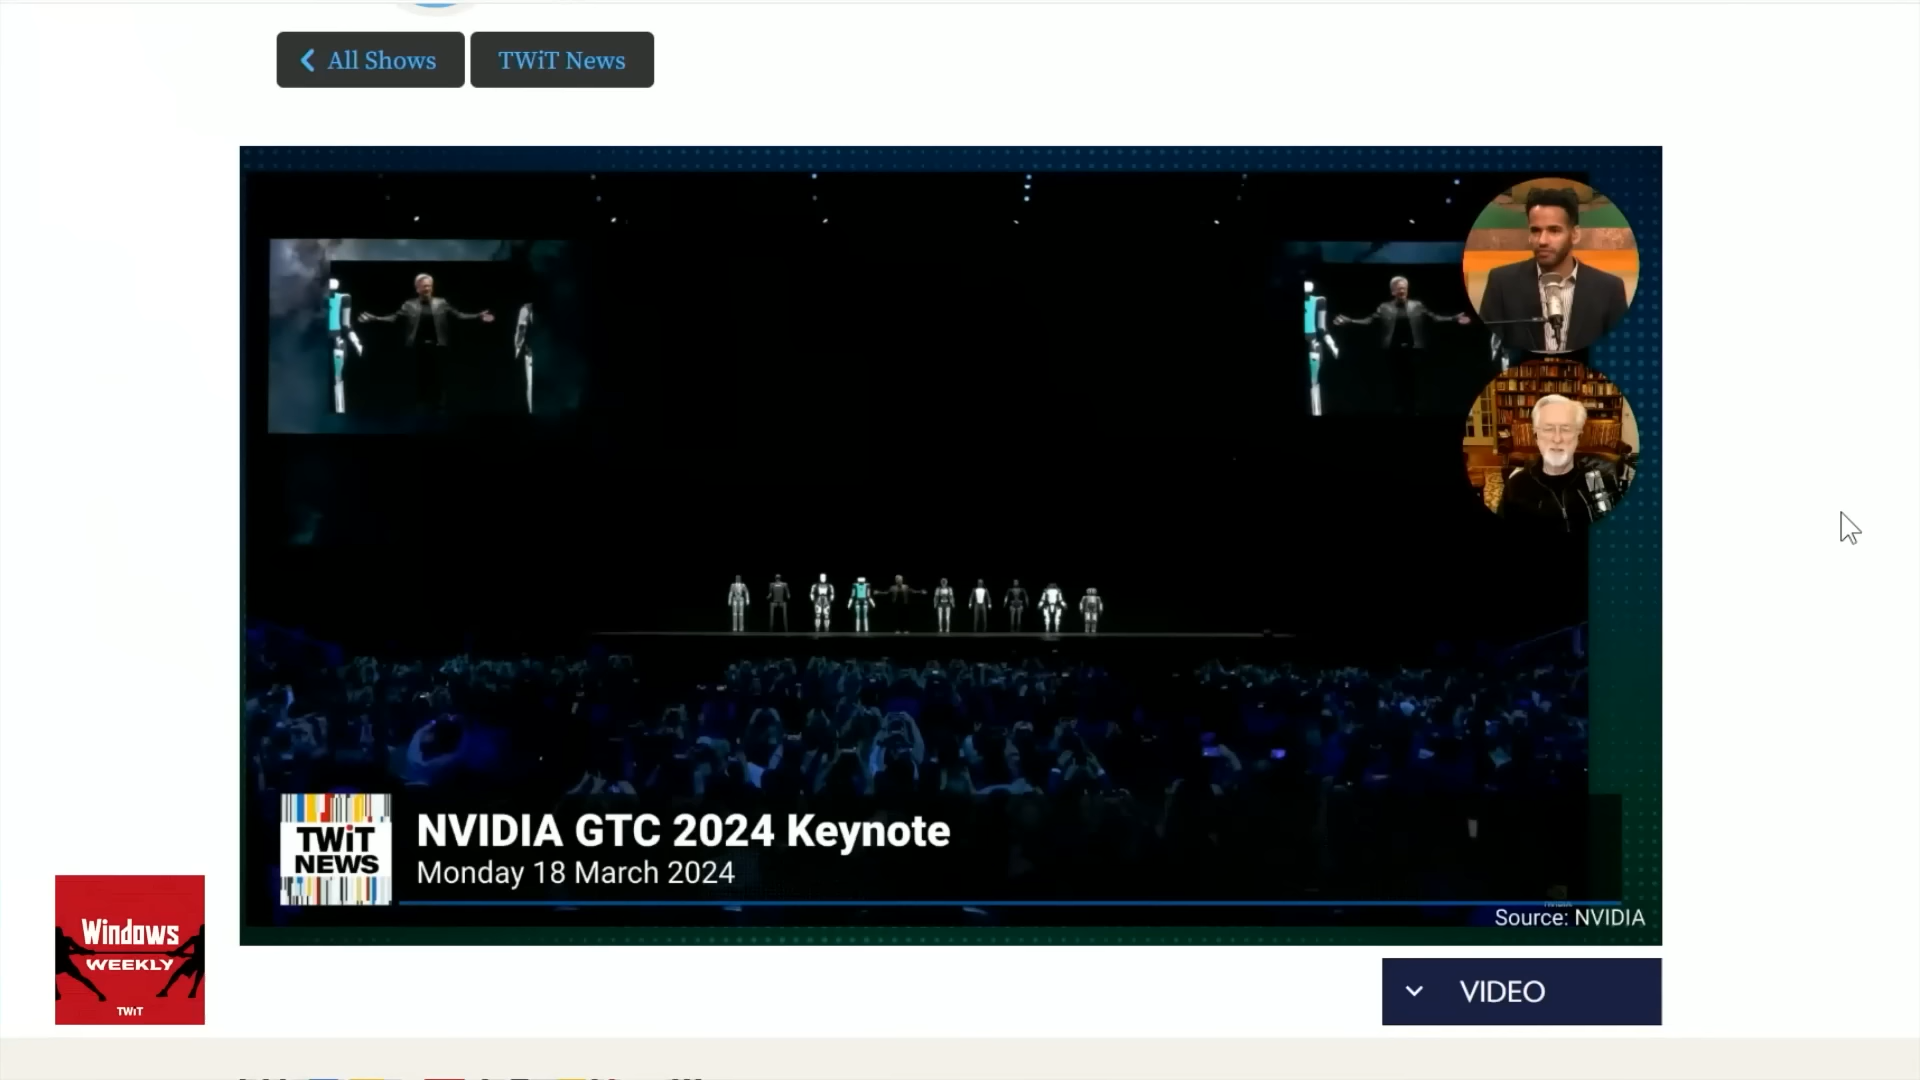 All Shows
TWiT News
TWiT
NEWS
NVIDIA GTC 2024 Keynote
Monday 18 March 2024
Source: NVIDIA
Windows
WEEKLY
TWiT
VIDEO